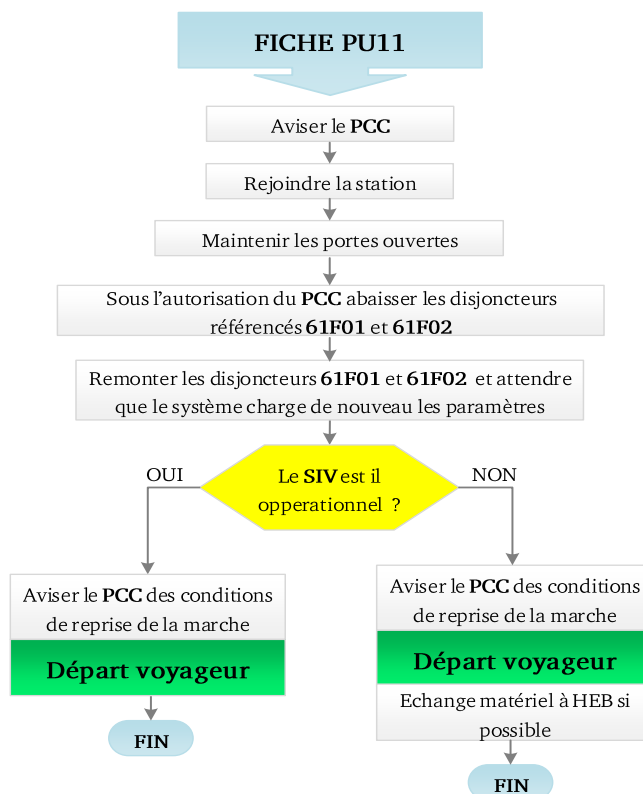 FICHE PU11
Aviser le PCC
Rejoindre la station
Maintenir les portes ouvertes
Sous l'autorisation du PCC abaisser les disjoncteurs
référencés 61F01 et 61F02
Remonter les disjoncteurs 61F01 et 61F02 et attendre
que le système charge de nouveau les paramètres
Le SIV est il
opperationnel ?
OUI
NON
Aviser le PCC des conditions
de reprise de la marche
Départ voyageur
FIN
Aviser le PCC des conditions
de reprise de la marche
Départ voyageur
Echange matériel à HEB si
possible
FIN